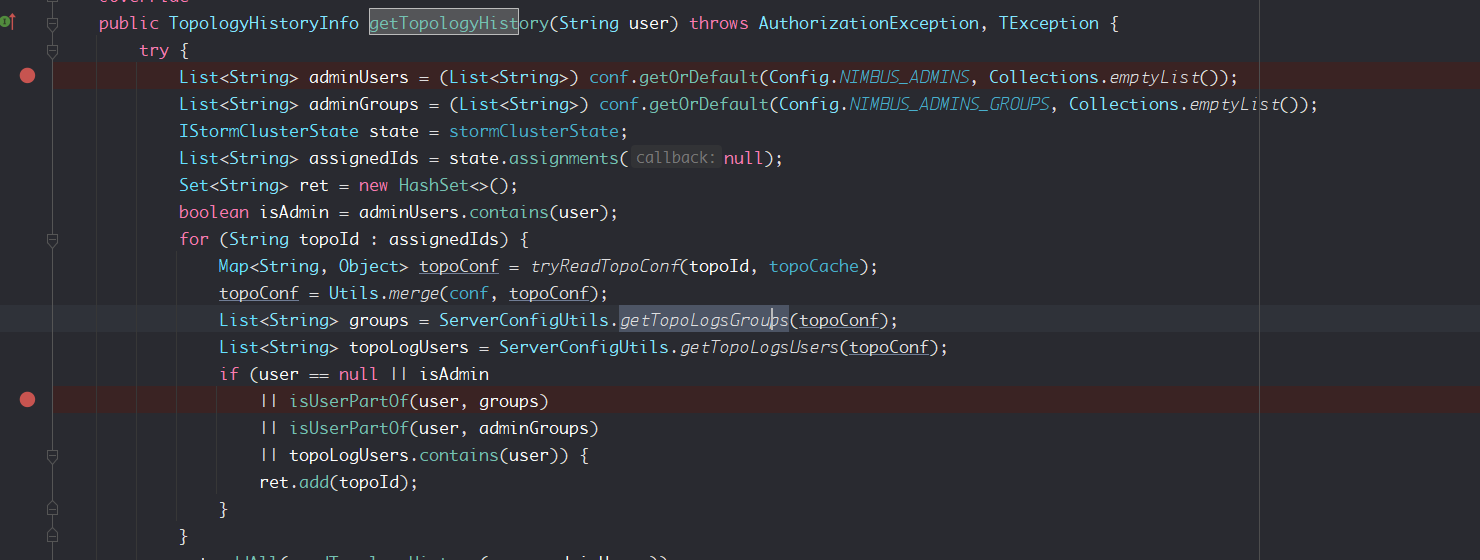 public TopologyHistoryInfo getTopologyHistory(String user) throws AuthorizationException, TException {
try {
List<String> adminUsers = (List<String>) conf.getOrDefault(Config.NIMBUS_ADMINS, Collections.emptyList());
List<String> adminGroups = (List<String>) conf.getOrDefault(Config.NIMBUS_ADMINS_GROUPS, Collections.emptyList());
IStormClusterState state = stormClusterState;
List<String> assignedIds = state.assignments( callback: null);
Set<String> ret = new HashSet<>();
boolean isAdmin = adminUsers.contains(user);
for (String topoId : assignedIds) {
Map<String, Object> topoConf = tryReadTopoConf(topoId, topoCache);
topoConf = Utils.merge(conf, topoConf);
List<String> groups = ServerConfigUtils.getTopoLogsGroups(topoConf);
List<String> topoLogUsers = ServerConfigUtils.getTopoLogsUsers(topoConf);
if (user == null || isAdmin
|| isUserPartOf(user, groups)
|| isUserPartOf(user, adminGroups)
|| topoLogUsers.contains(user)) {
ret.add(topoId);
}
}